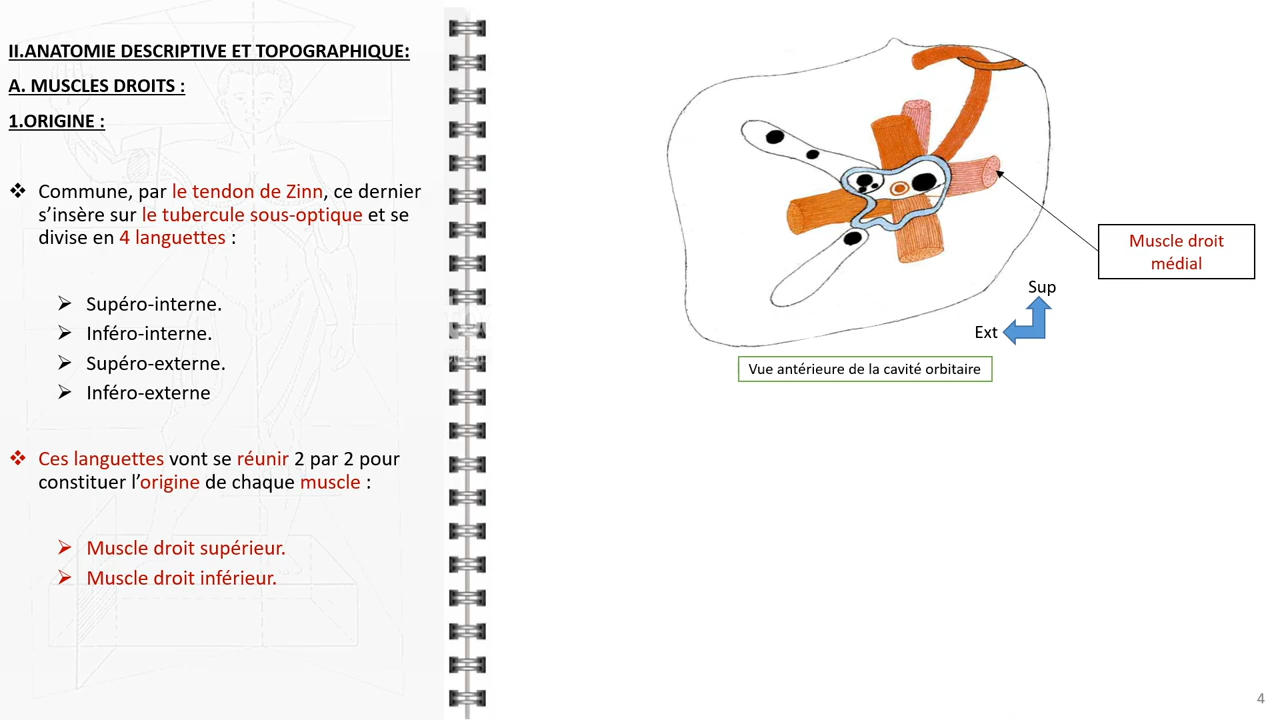 II.ANATOMIE DESCRIPTIVE ET TOPOGRAPHIQUE:
A. MUSCLES DROITS :
1.ORIGINE :
❖ Commune, par le tendon de Zinn, ce dernier
s’insère sur le tubercule sous-optique et se
divise en 4 languettes :
➢ Supéro-interne.
➢ Inféro-interne.
➢ Supéro-externe.
➢ Inféro-externe
❖ Ces languettes vont se réunir 2 par 2 pour
constituer l’origine de chaque muscle :
➢ Muscle droit supérieur.
➢ Muscle droit inférieur.
Muscle droit
médial
Sup
Ext
Vue antérieure de la cavité orbitaire
4